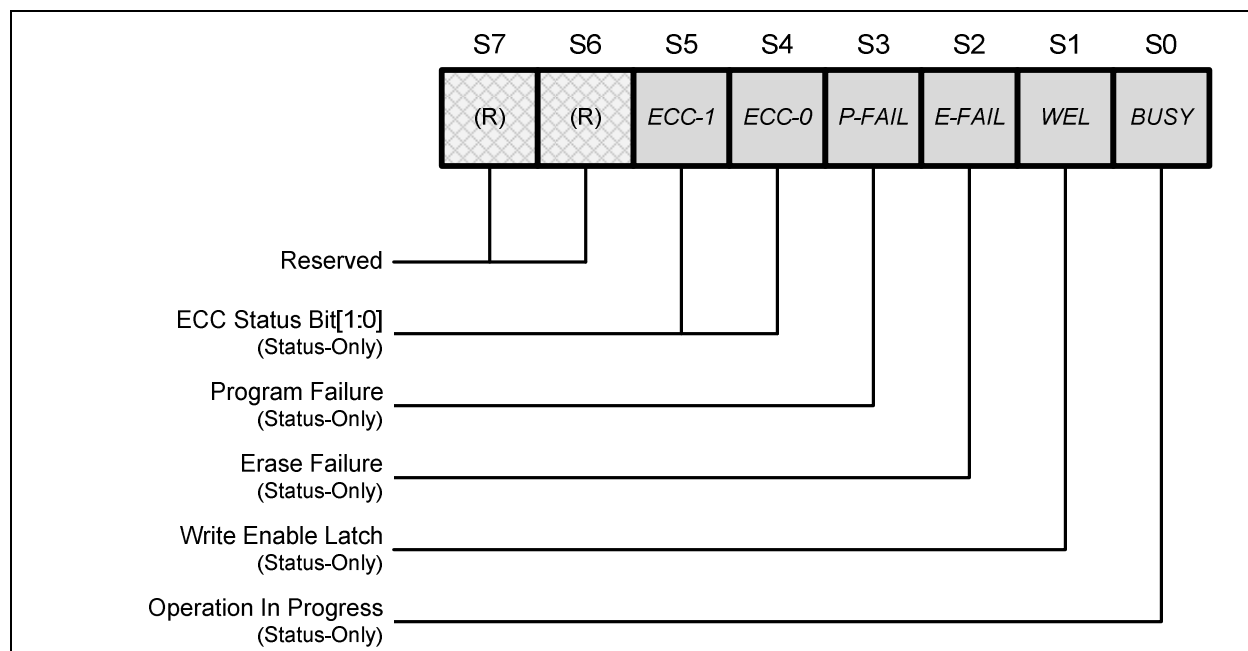 S7 S6 S5 S4 S3 S2 S1 S0
(R) (R) ECC-1 ECC-0 P-FAIL E-FAIL WEL BUSY
Reserved
ECC Status Bit[1:0]
(Status-Only)
Program Failure
(Status-Only)
Erase Failure
(Status-Only)
Write Enable Latch
(Status-Only)
Operation In Progress
(Status-Only)